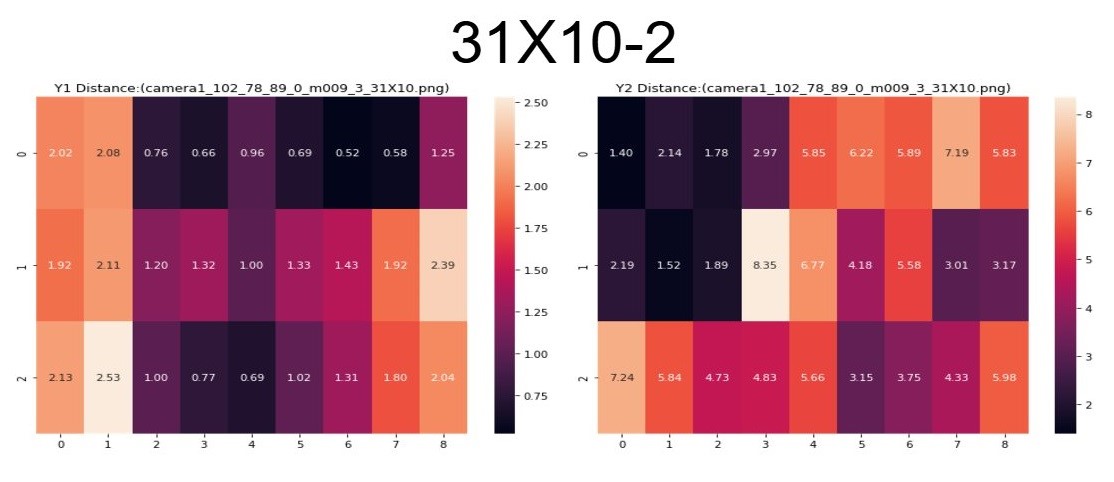 31X10-2
Y1 Distance:(camera1_102_78_89_0_m009_3_31X10.png)
0 2.02 2.08 0.76 0.66 0.96 0.69 0.52 0.58 1.25
1 1.92 2.11 1.20 1.32 1.00 1.33 1.43 1.92 2.39
2 2.13 2.53 1.00 0.77 0.69 1.02 1.31 1.80 2.04
0 1 2 3 4 5 6 7 8
2.50
2.25
2.00
1.75
1.50
1.25
1.00
0.75
Y2 Distance:(camera1_102_78_89_0_m009_3_31X10.png)
0 1.40 2.14 1.78 2.97 5.85 6.22 5.89 7.19 5.83
1 2.19 1.52 1.89 8.35 6.77 4.18 5.58 3.01 3.17
2 7.24 5.84 4.73 4.83 5.66 3.15 3.75 4.33 5.98
0 1 2 3 4 5 6 7 8
8
7
6
5
4
3
2